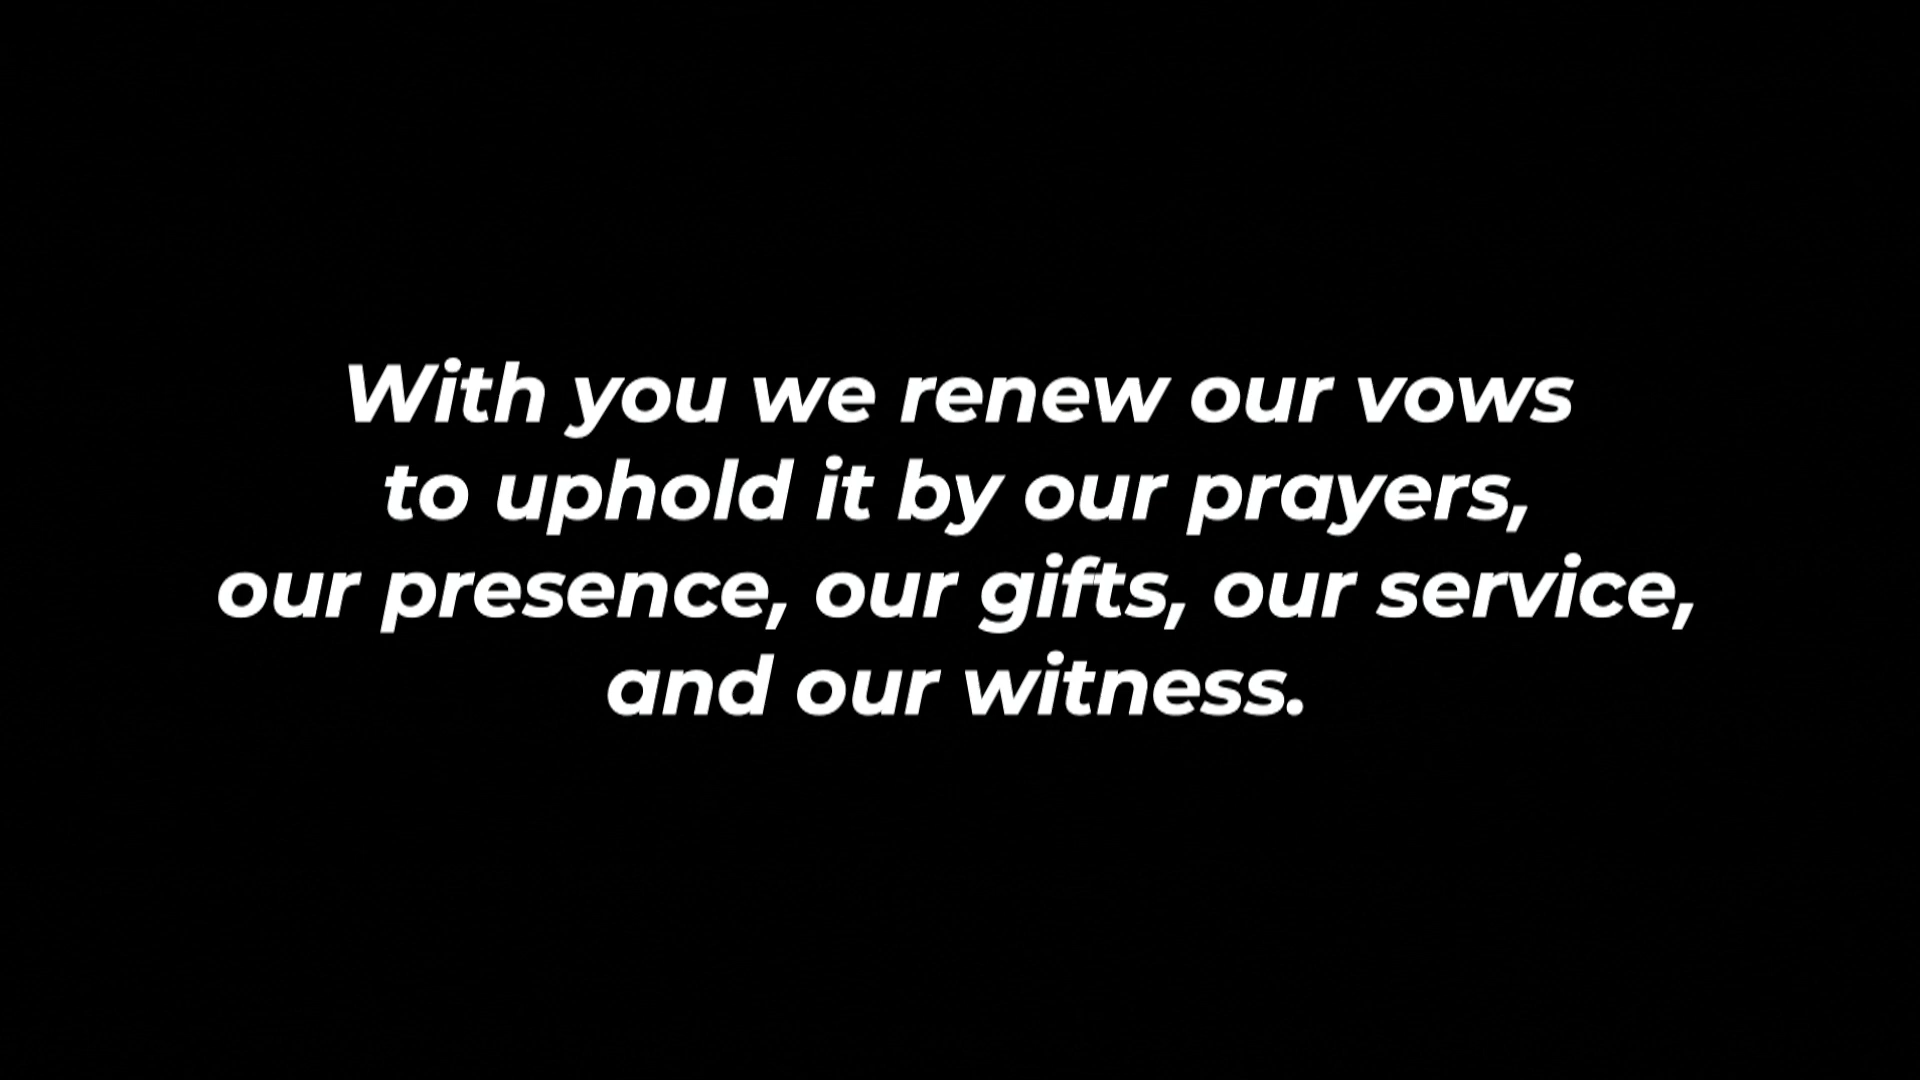 With you we renew our vows
to uphold it by our prayers,
our presence, our gifts, our service,
and our witness.